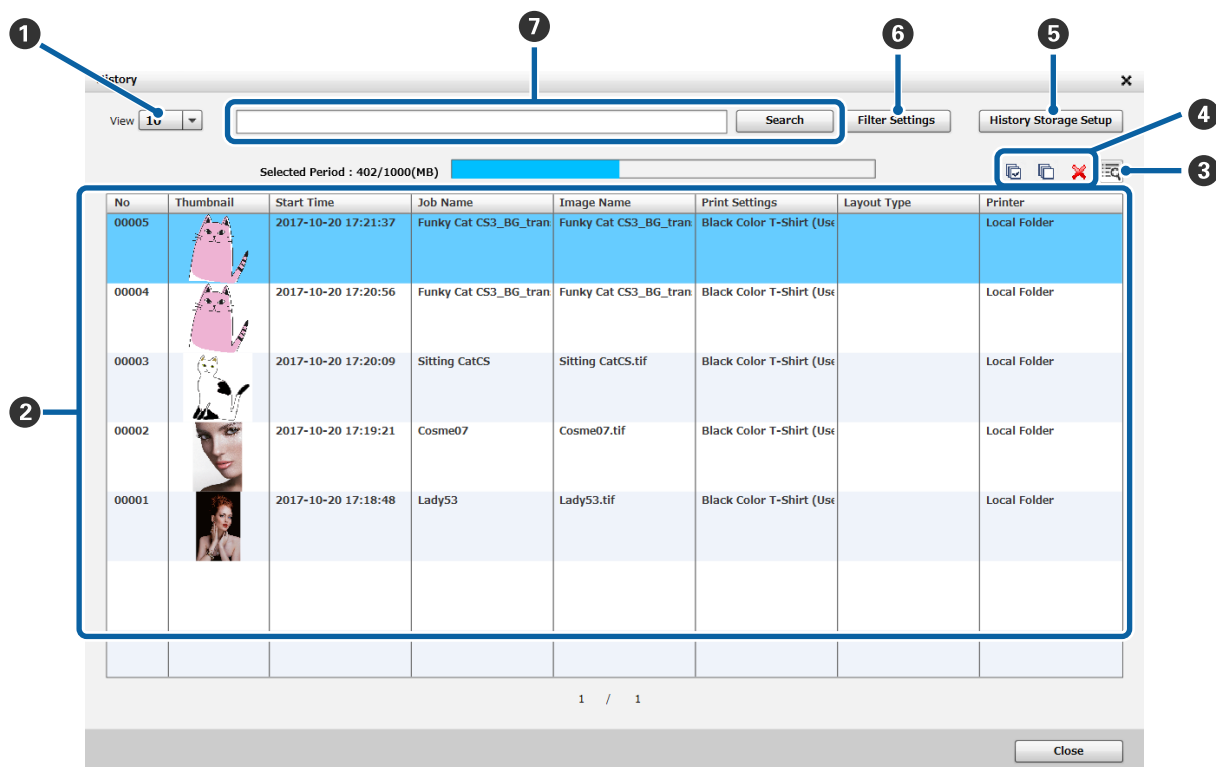 1
7
6
5
History
View 10
Search
Filter Settings
History Storage Setup
4
Selected Period : 402/1000(MB)
3
No Thumbnail Start Time Job Name Image Name Print Settings Layout Type Printer
00005 2017-10-20 17:21:37 Funky Cat CS3_BG_tran Funky Cat CS3_BG_tran Black Color T-Shirt (Use Local Folder
00004 2017-10-20 17:20:56 Funky Cat CS3_BG_tran Funky Cat CS3_BG_tran Black Color T-Shirt (Use Local Folder
00003 2017-10-20 17:20:09 Sitting CatCS Sitting CatCS.tif Black Color T-Shirt (Use Local Folder
2
00002 2017-10-20 17:19:21 Cosme07 Cosme07.tif Black Color T-Shirt (Use Local Folder
00001 2017-10-20 17:18:48 Lady53 Lady53.tif Black Color T-Shirt (Use Local Folder
1 / 1
Close